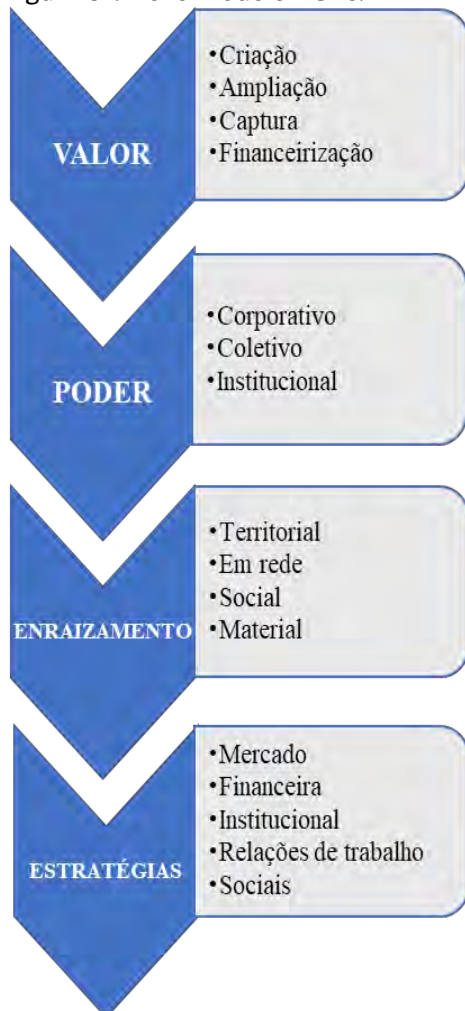 VALOR
•Criação
•Ampliação
•Captura
•Financeirização
PODER
•Corporativo
•Coletivo
•Institucional
ENRAIZAMENTO
•Territorial
•Em rede
•Social
•Material
ESTRATÉGIAS
•Mercado
•Financeira
•Institucional
•Relações de trabalho
•Sociais